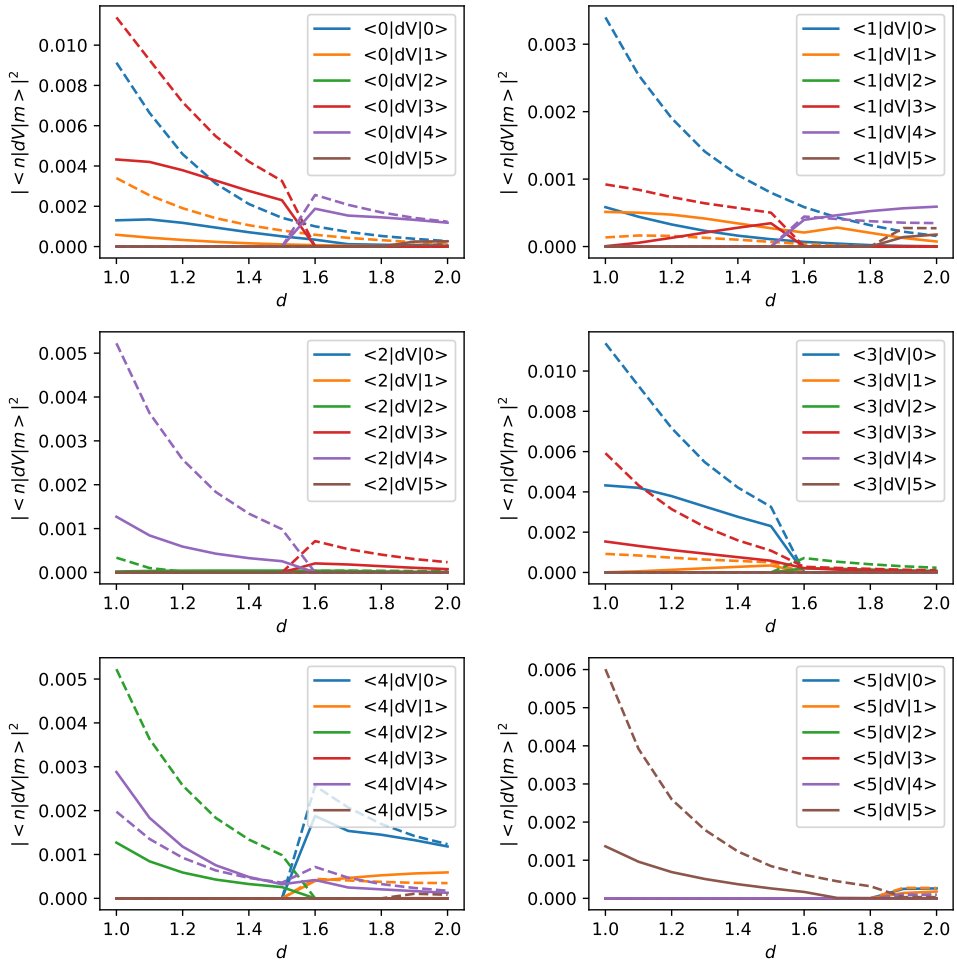 | < n|dV|m > |²
0.010
0.008
0.006
0.004
0.002
0.000
<0|dV|0>
<0|dV|1>
<0|dV|2>
<0|dV|3>
<0|dV|4>
<0|dV|5>
1.0 1.2 1.4 1.6 1.8 2.0
d
| < n|dV|m > |²
0.003
0.002
0.001
0.000
<1|dV|0>
<1|dV|1>
<1|dV|2>
<1|dV|3>
<1|dV|4>
<1|dV|5>
1.0 1.2 1.4 1.6 1.8 2.0
d
| < n|dV|m > |²
0.005
0.004
0.003
0.002
0.001
0.000
<2|dV|0>
<2|dV|1>
<2|dV|2>
<2|dV|3>
<2|dV|4>
<2|dV|5>
1.0 1.2 1.4 1.6 1.8 2.0
d
| < n|dV|m > |²
0.010
0.008
0.006
0.004
0.002
0.000
<3|dV|0>
<3|dV|1>
<3|dV|2>
<3|dV|3>
<3|dV|4>
<3|dV|5>
1.0 1.2 1.4 1.6 1.8 2.0
d
| < n|dV|m > |²
0.005
0.004
0.003
0.002
0.001
0.000
<4|dV|0>
<4|dV|1>
<4|dV|2>
<4|dV|3>
<4|dV|4>
<4|dV|5>
1.0 1.2 1.4 1.6 1.8 2.0
d
| < n|dV|m > |²
0.006
0.005
0.004
0.003
0.002
0.001
0.000
<5|dV|0>
<5|dV|1>
<5|dV|2>
<5|dV|3>
<5|dV|4>
<5|dV|5>
1.0 1.2 1.4 1.6 1.8 2.0
d